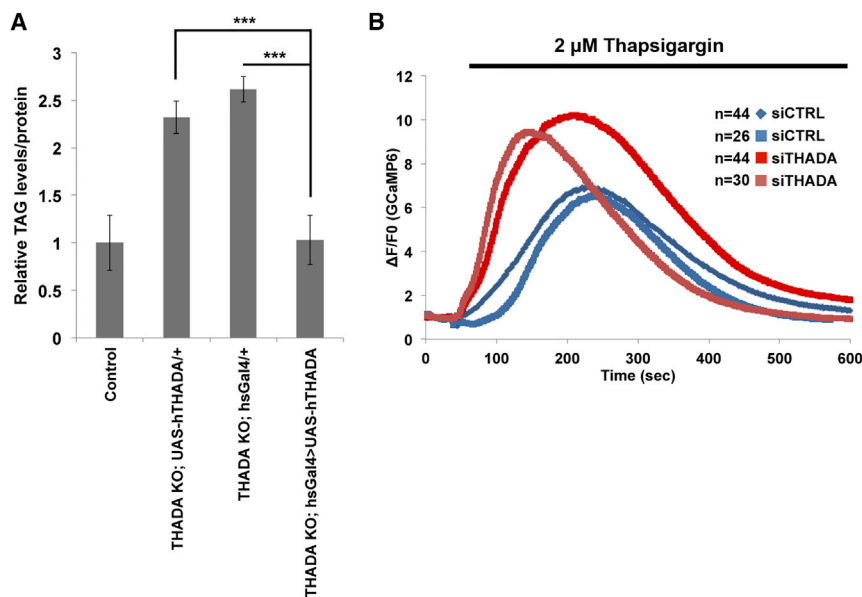 A
Relative TAG levels/protein
3
2.5
2
1.5
1
0.5
0
***
***
Control
THADA KO; UAS-hTHADA/+
THADA KO; hsGal4/+
THADA KO; hsGal4>UAS-hTHADA
B
2 µM Thapsigargin
ΔF/F0 (GCaMP6)
12
10
8
6
4
2
0
n=44 siCTRL
n=26 siCTRL
n=44 siTHADA
n=30 siTHADA
0 100 200 300 400 500 600
Time (sec)